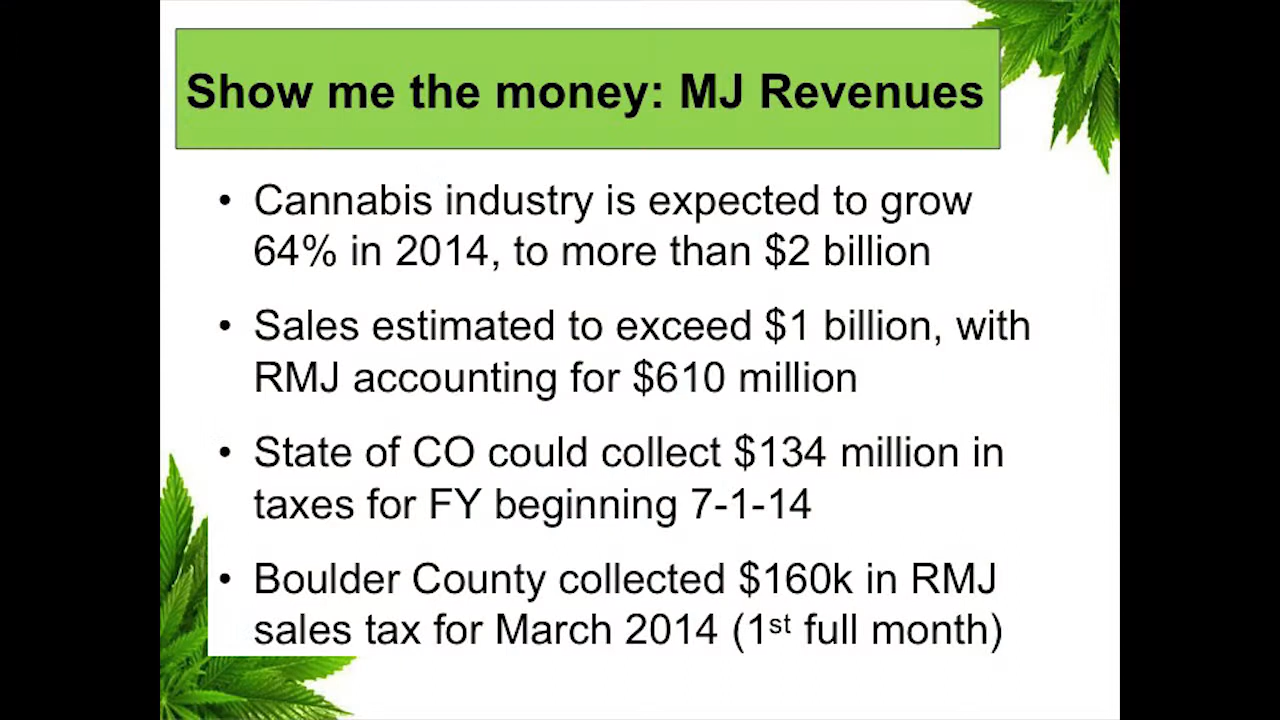 Show me the money: MJ Revenues
• Cannabis industry is expected to grow
64% in 2014, to more than $2 billion
• Sales estimated to exceed $1 billion, with
RMJ accounting for $610 million
• State of CO could collect $134 million in
taxes for FY beginning 7-1-14
• Boulder County collected $160k in RMJ
sales tax for March 2014 (1st full month)